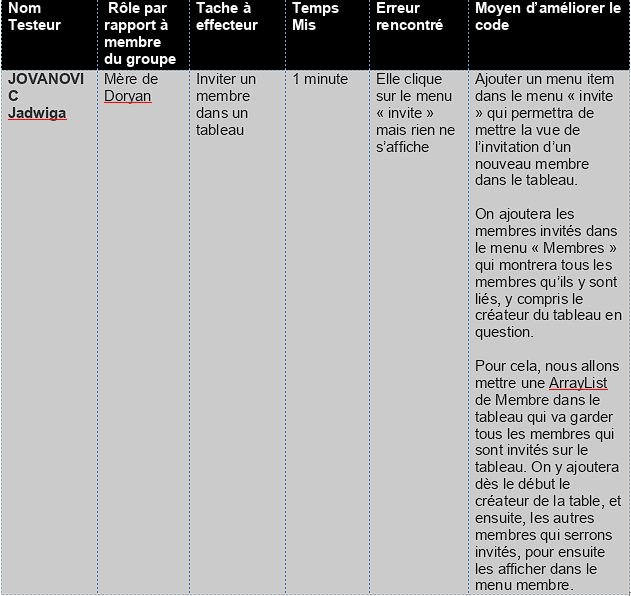 Nom
Testeur
Rôle par
rapport à
membre
du groupe
Tache à
effecteur
Temps
Mis
Erreur
rencontré
Moyen d'améliorer le
code
JOVANOVI
C
Jadwiga
Mère de
Doryan
Inviter un
membre
dans un
tableau
1 minute
Elle clique
sur le menu
« invite »
mais rien ne
s'affiche
Ajouter un menu item
dans le menu « invite
» qui permettra de
mettre la vue de
l'invitation d'un
nouveau membre
dans le tableau.
On ajoutera les
membres invités dans
le menu « Membres »
qui montrera tous les
membres qu'ils y sont
liés, y compris le
créateur du tableau en
question.
Pour cela, nous allons
mettre une ArrayList
de Membre dans le
tableau qui va garder
tous les membres qui
sont invités sur le
tableau. On y ajoutera
dès le début le
créateur de la table, et
ensuite, les autres
membres qui serrons
invités, pour ensuite
les afficher dans le
menu membre.